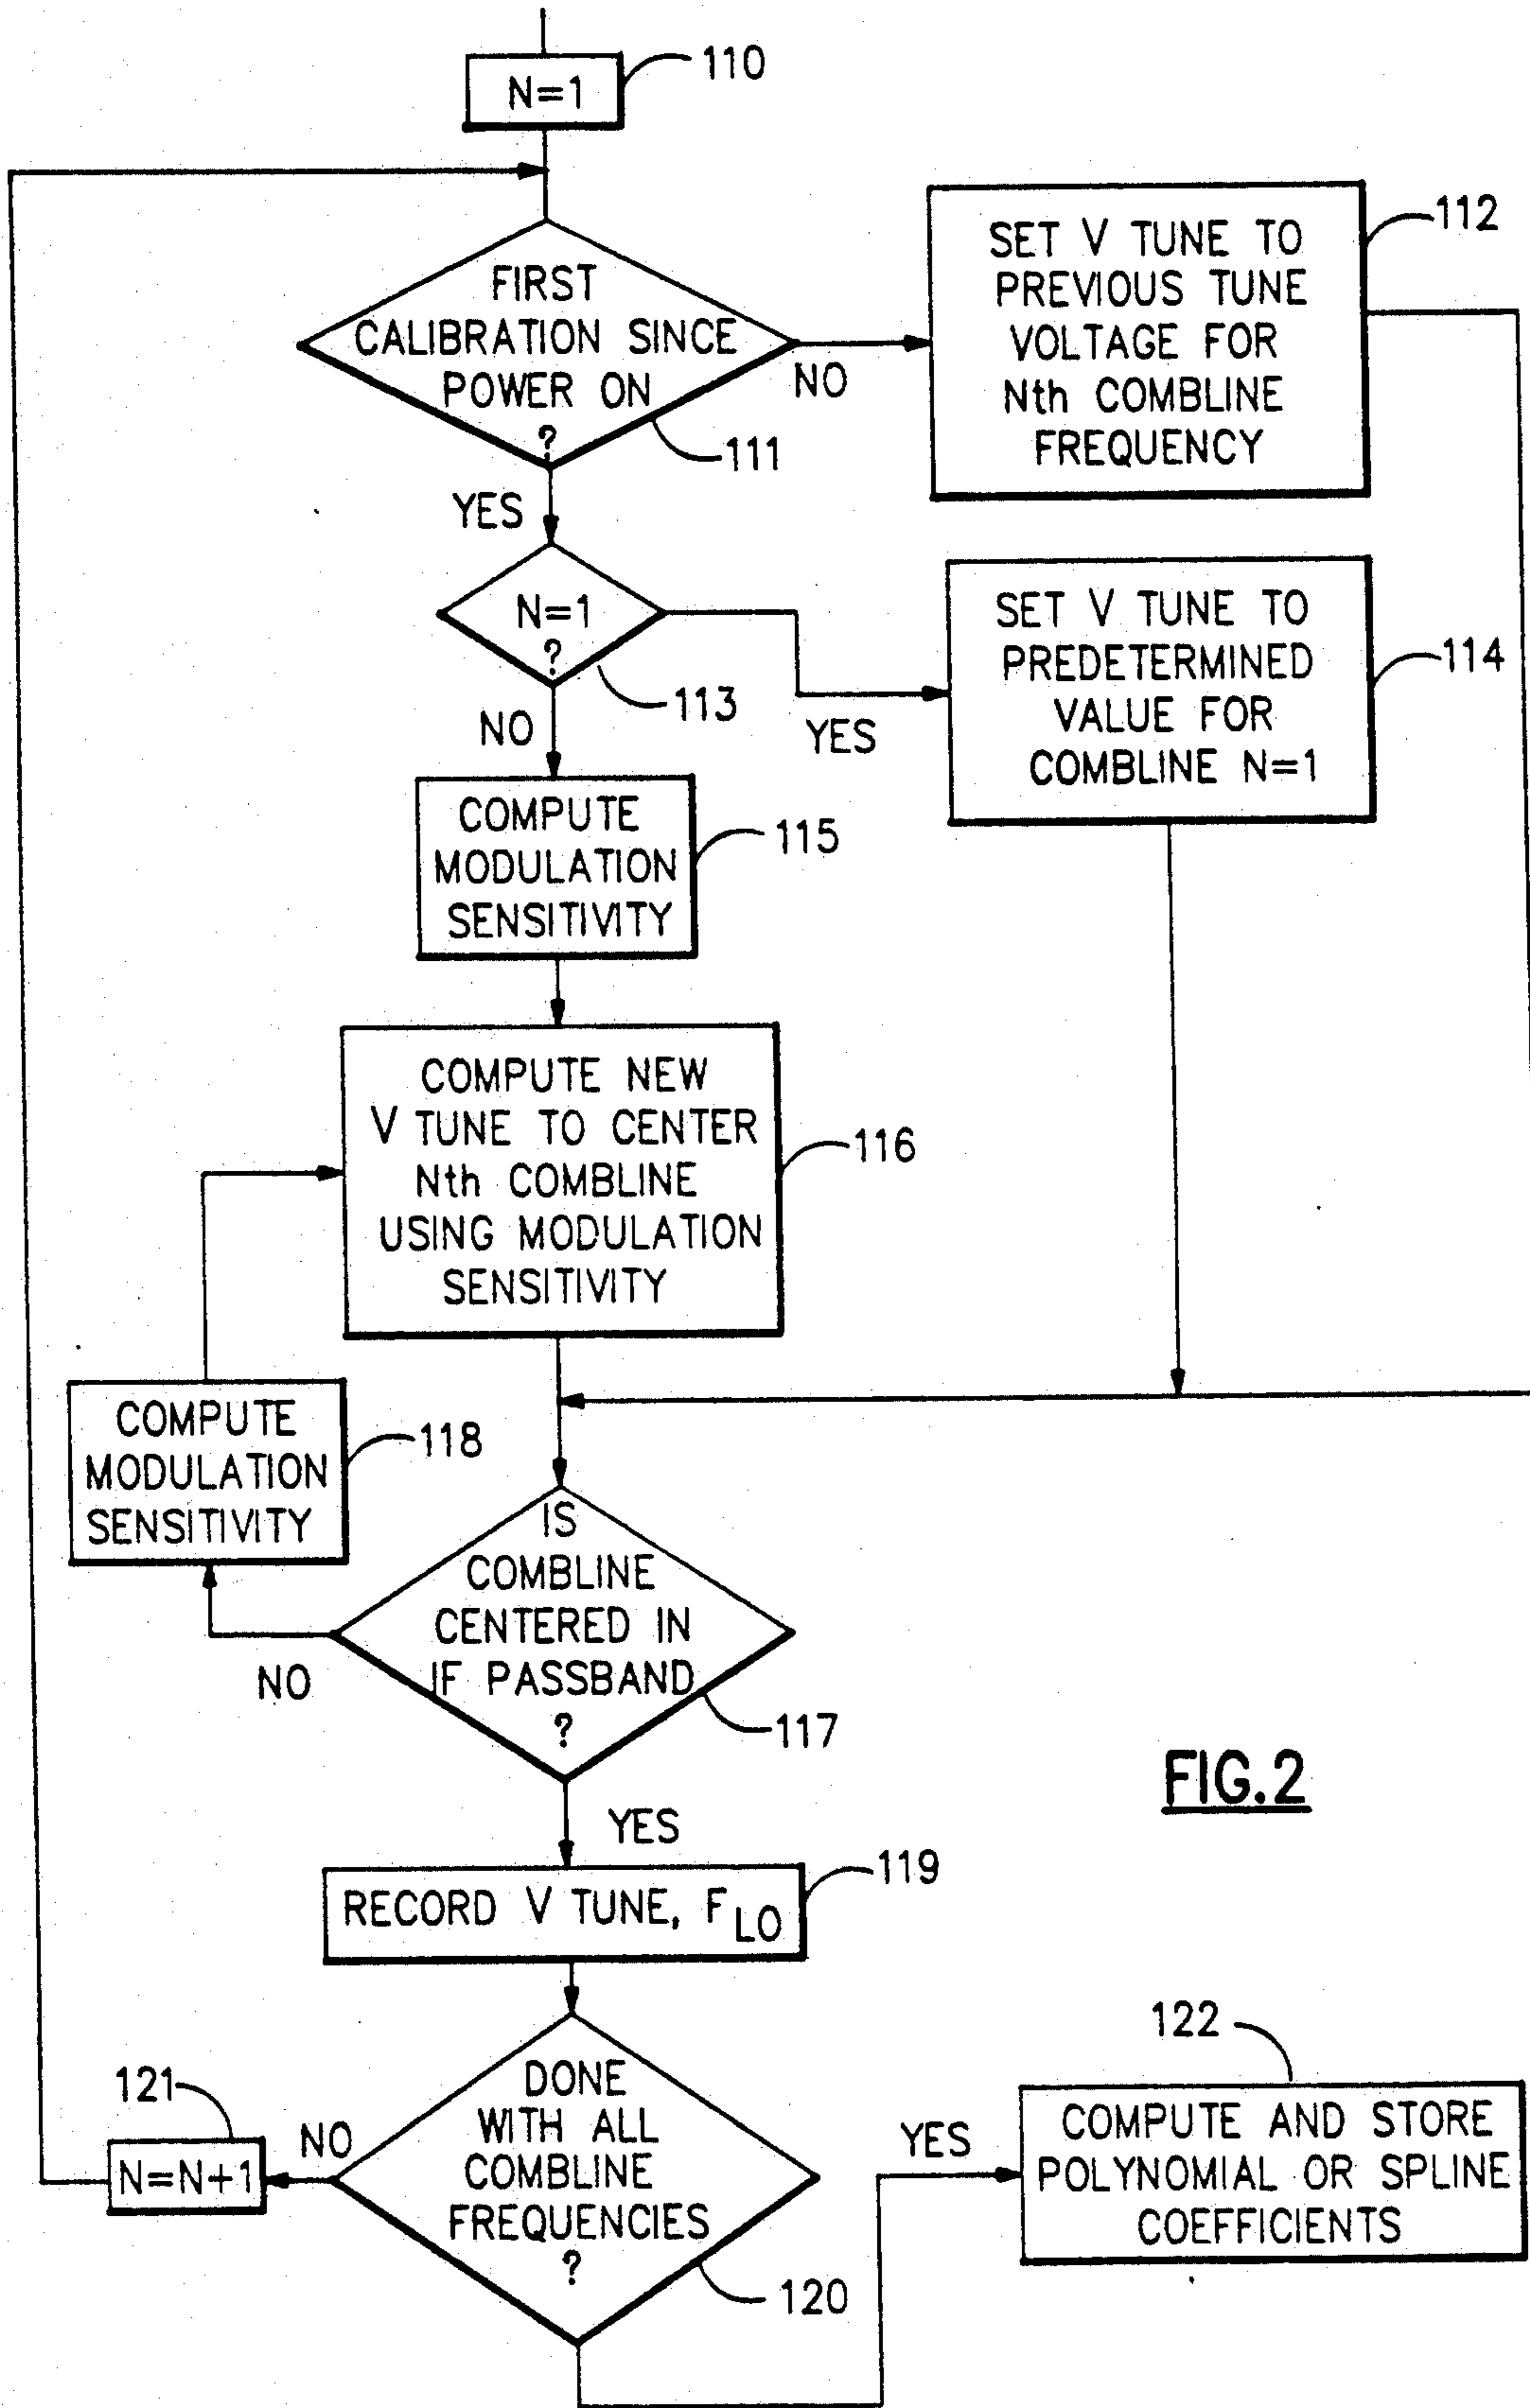 N=1
110
FIRST
CALIBRATION SINCE
POWER ON
?
111
NO
YES
SET V TUNE TO
PREVIOUS TUNE
VOLTAGE FOR
Nth COMBLINE
FREQUENCY
112
N=1
?
113
NO
YES
SET V TUNE TO
PREDETERMINED
VALUE FOR
COMBLINE N=1
114
COMPUTE
MODULATION
SENSITIVITY
115
COMPUTE NEW
V TUNE TO CENTER
Nth COMBLINE
USING MODULATION
SENSITIVITY
116
COMPUTE
MODULATION
SENSITIVITY
118
IS
COMBLINE
CENTERED IN
IF PASSBAND
?
117
NO
YES
FIG.2
RECORD V TUNE, F LO
119
DONE
WITH ALL
COMBLINE
FREQUENCIES
?
120
NO
121
N=N+1
YES
122
COMPUTE AND STORE
POLYNOMIAL OR SPLINE
COEFFICIENTS